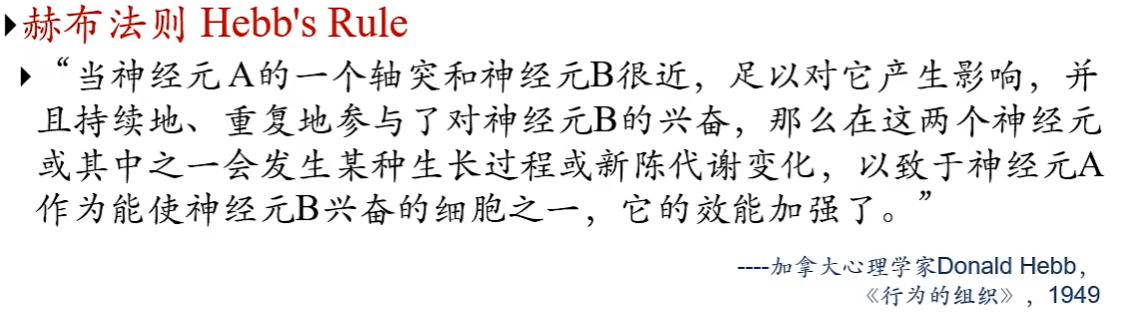 赫布法则 Hebb's Rule
“当神经元A的一个轴突和神经元B很近，足以对它产生影响，并
且持续地、重复地参与了对神经元B的兴奋，那么在这两个神经元
或其中之一会发生某种生长过程或新陈代谢变化，以致于神经元A
作为能使神经元B兴奋的细胞之一，它的效能加强了。”
----加拿大心理学家Donald Hebb，
《行为的组织》，1949